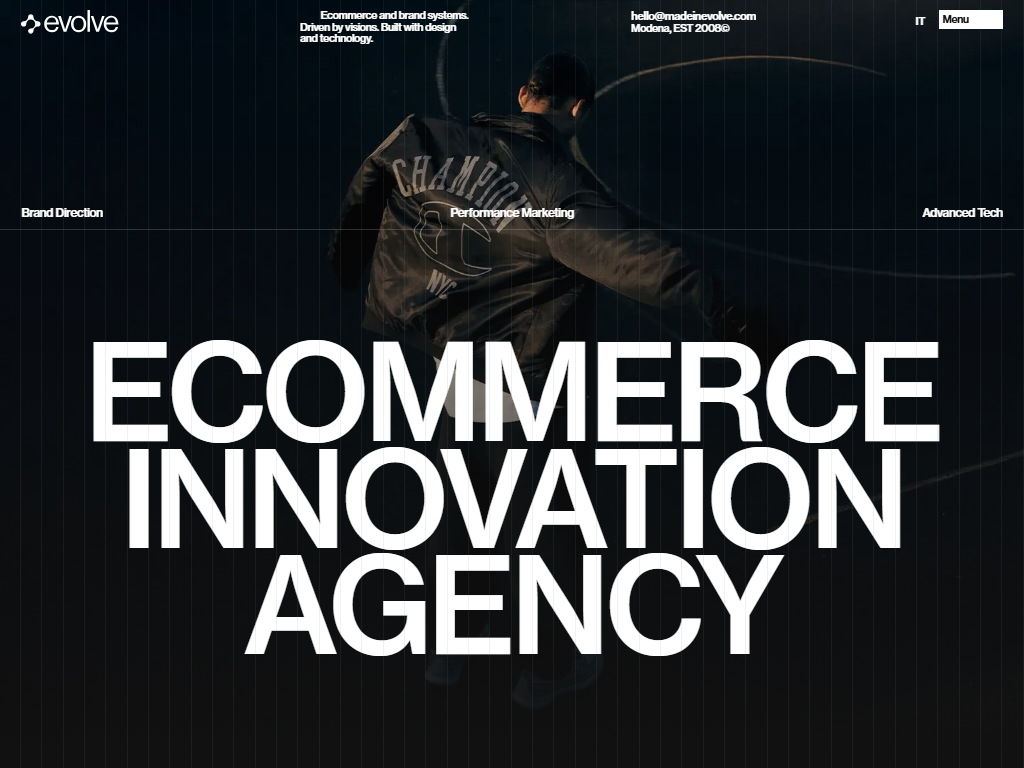 evolve
Ecommerce and brand systems.
Driven by visions. Built with design
and technology.
hello@madeinevolve.com
Modena, EST 2008©
IT
Menu
CHAMPION
NYC
Brand Direction
Performance Marketing
Advanced Tech
ECOMMERCE
INNOVATION
AGENCY